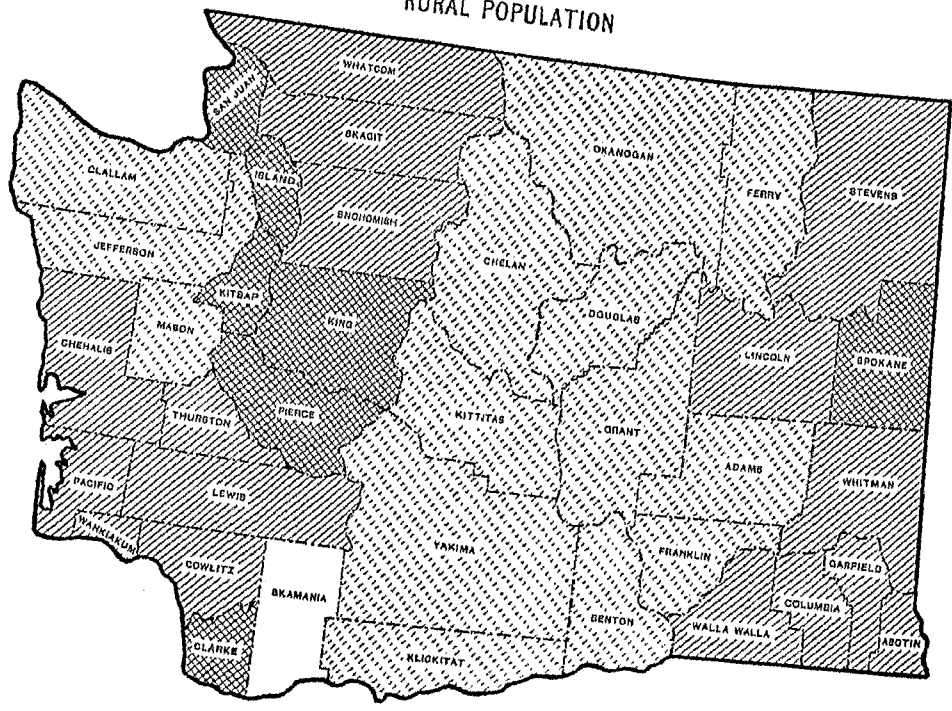 RURAL POPULATION
WHATCOM
SAN JUAN
SKAGIT
OKANOGAN
CLALLAM
ISLAND
FERRY
STEVENS
SNOHOMISH
JEFFERSON
CHELAN
KITSAP
KING
DOUGLAS
MASON
CHEHALIS
LINCOLN
SPOKANE
THURSTON
PIERCE
KITTITAS
GRANT
ADAMS
PACIFIC
LEWIS
WHITMAN
WAHKIAKUM
YAKIMA
FRANKLIN
GARFIELD
COWLITZ
SKAMANIA
COLUMBIA
BENTON
WALLA WALLA
ASOTIN
CLARKE
KLICKITAT